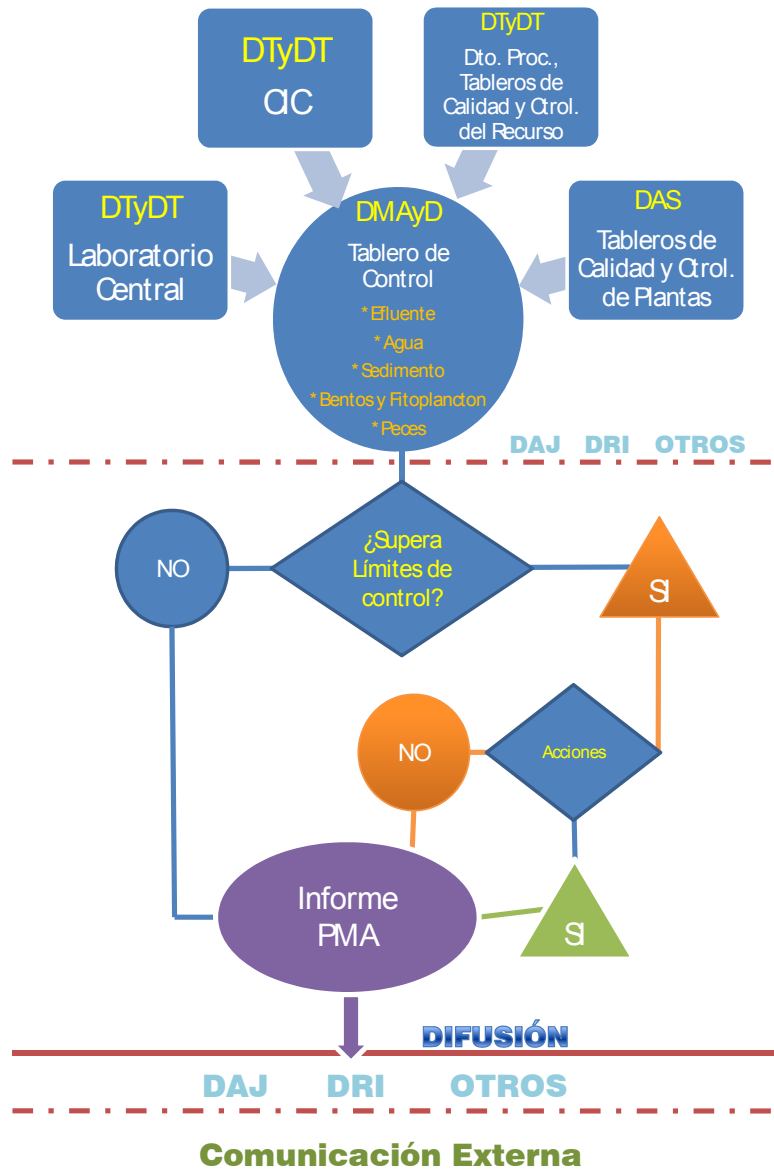 DTyDT
CIC
DTyDT
Dto. Proc.,
Tableros de
Calidad y Ctrol.
del Recurso
DTyDT
Laboratorio
Central
DMAyD
Tablero de
Control
* Efluente
* Agua
* Sedimento
* Bentos y Fitoplancton
* Peces
DAS
Tableros de
Calidad y Ctrol.
de Plantas
DAJ DRI OTROS
¿Supera
Límites de
control?
NO
SI
NO
Acciones
SI
Informe
PMA
DIFUSIÓN
DAJ DRI OTROS
Comunicación Externa